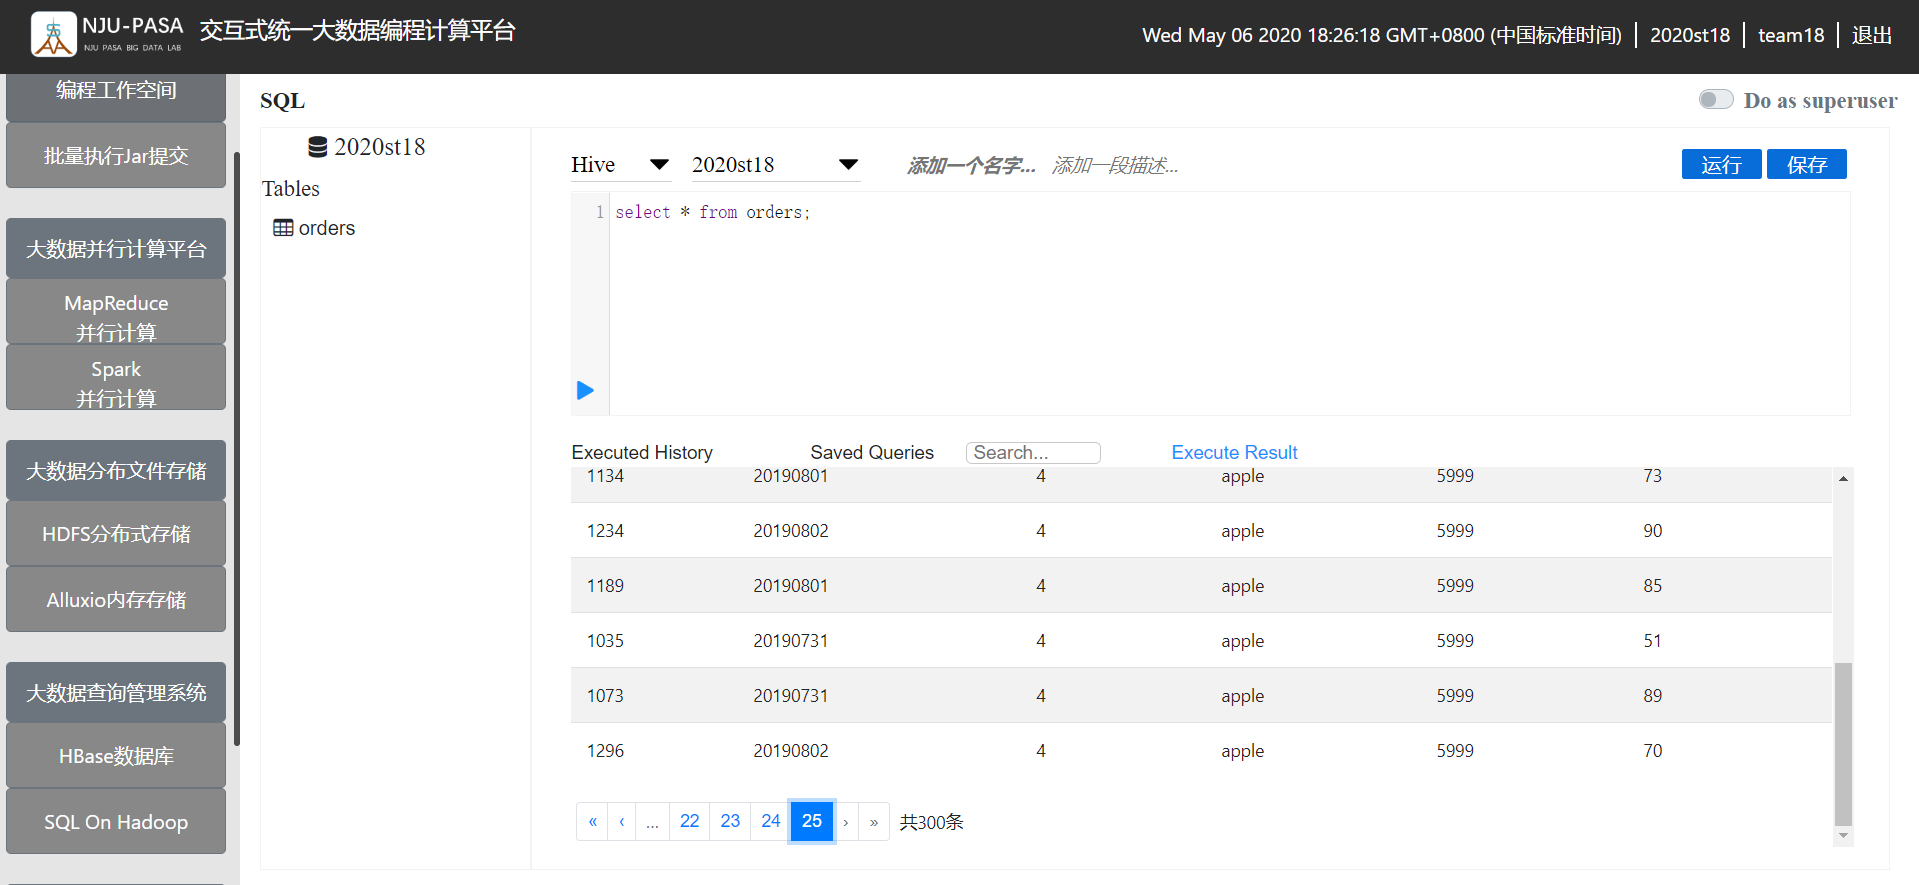 NJU-PASA
NJU PASA BIG DATA LAB
交互式统一大数据编程计算平台
Wed May 06 2020 18:26:18 GMT+0800 (中国标准时间)
2020st18
team18
退出
编程工作空间
批量执行Jar提交
大数据并行计算平台
MapReduce
并行计算
Spark
并行计算
大数据分布文件存储
HDFS分布式存储
Alluxio内存存储
大数据查询管理系统
HBase数据库
SQL On Hadoop
SQL
Do as superuser
2020st18
Tables
orders
Hive
2020st18
添加一个名字...
添加一段描述...
运行
保存
1 select * from orders;
Executed History
Saved Queries
Search...
Execute Result
1134 20190801 4 apple 5999 73
1234 20190802 4 apple 5999 90
1189 20190801 4 apple 5999 85
1035 20190731 4 apple 5999 51
1073 20190731 4 apple 5999 89
1296 20190802 4 apple 5999 70
« ‹ ... 22 23 24 25 › » 共300条